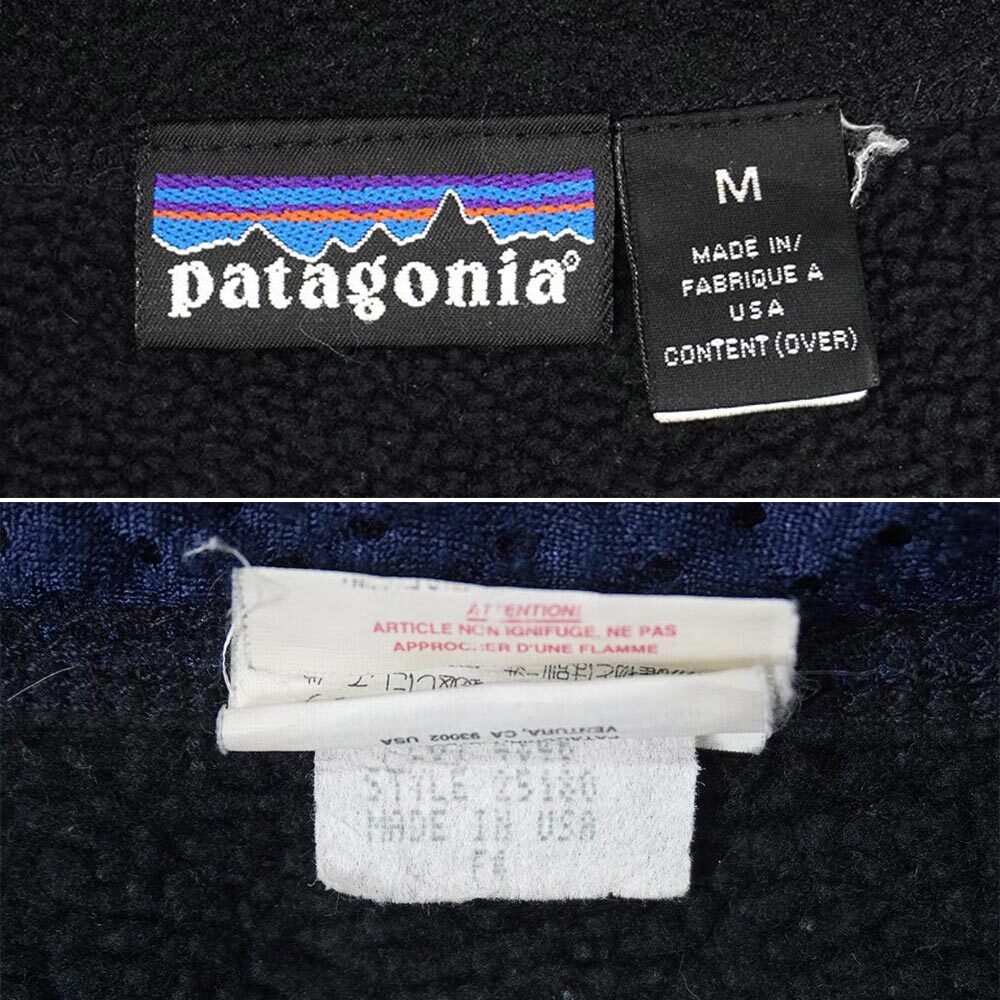 patagonia®
M
MADE IN/
FABRIQUE A
USA
CONTENT (OVER)
ATTENTION!
ARTICLE NON IGNIFUGE. NE PAS
APPROCHER D'UNE FLAMME
VENTURA, CA 93002 USA
STYLE 25180
MADE IN USA